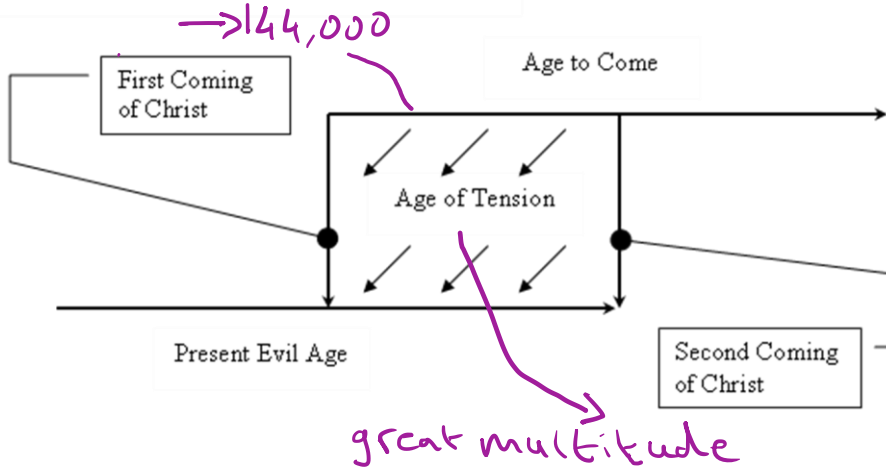 →144,000
First Coming
of Christ
Age to Come
Age of Tension
Present Evil Age
Second Coming
of Christ
great multitude